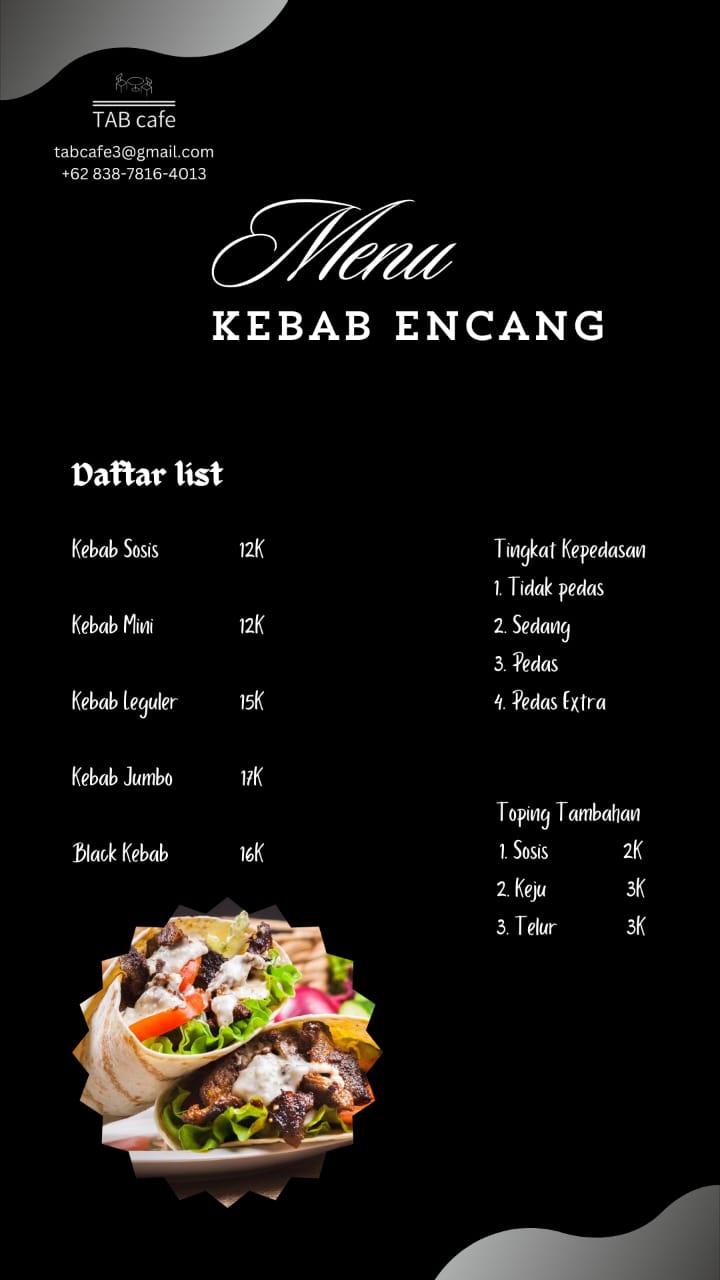 TAB cafe
tabcafe3@gmail.com
+62 838-7816-4013
Menu
KEBAB ENCANG
Daftar list
Kebab Sosis 12K
Kebab Mini 12K
Kebab Leguler 15K
Kebab Jumbo 17K
Black Kebab 16K
Tingkat Kepedasan
1. Tidak pedas
2. Sedang
3. Pedas
4. Pedas Extra
Toping Tambahan
1. Sosis 2K
2. Keju 3K
3. Telur 3K